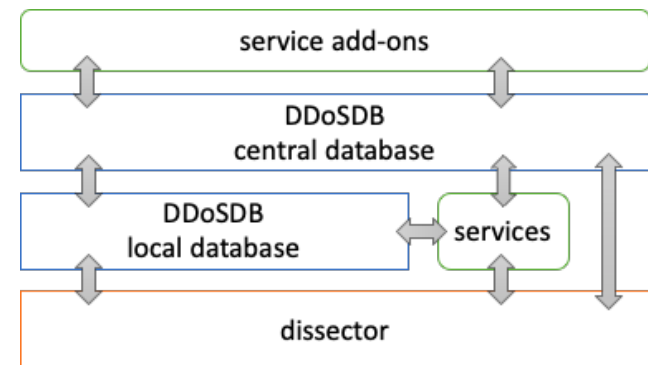 service add-ons
DDoSDB
central database
DDoSDB
local database
services
dissector